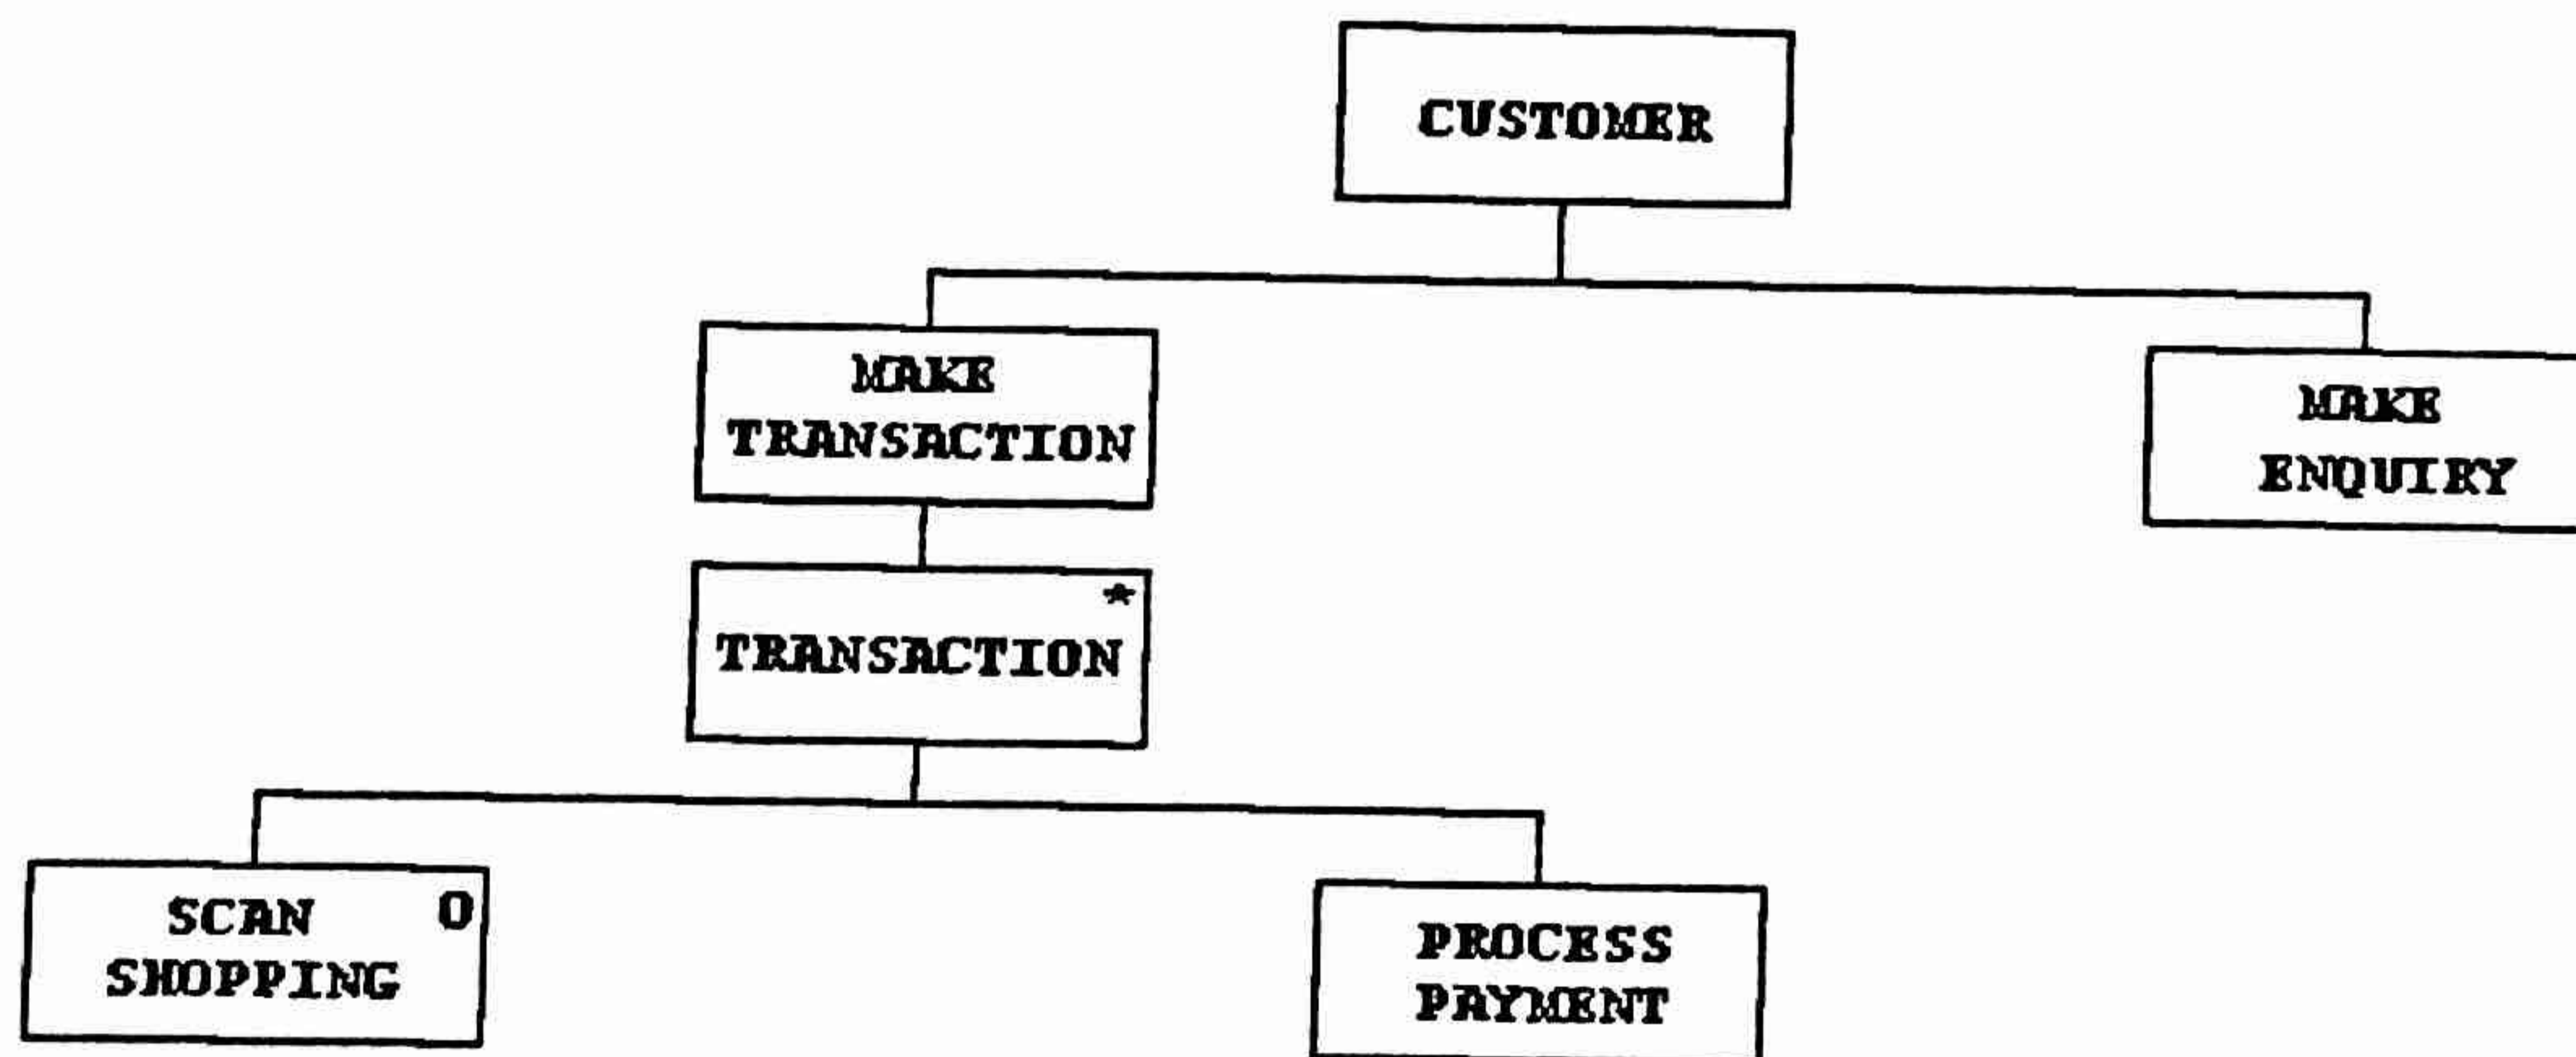 CUSTOMER
MAKE
TRANSACTION
MAKE
ENQUIRY
*
TRANSACTION
SCAN O
SHOPPING
PROCESS
PAYMENT